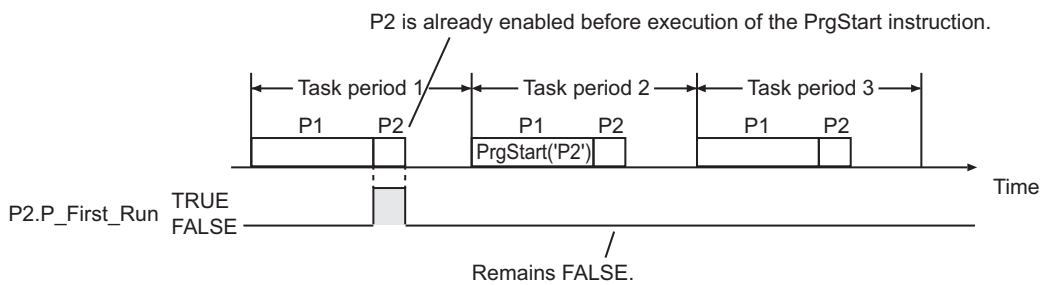 P2 is already enabled before execution of the PrgStart instruction.
Task period 1 Task period 2 Task period 3
P1 P2 P1 P2 P1 P2
PrgStart('P2')
Time
P2.P_First_Run TRUE
FALSE
Remains FALSE.